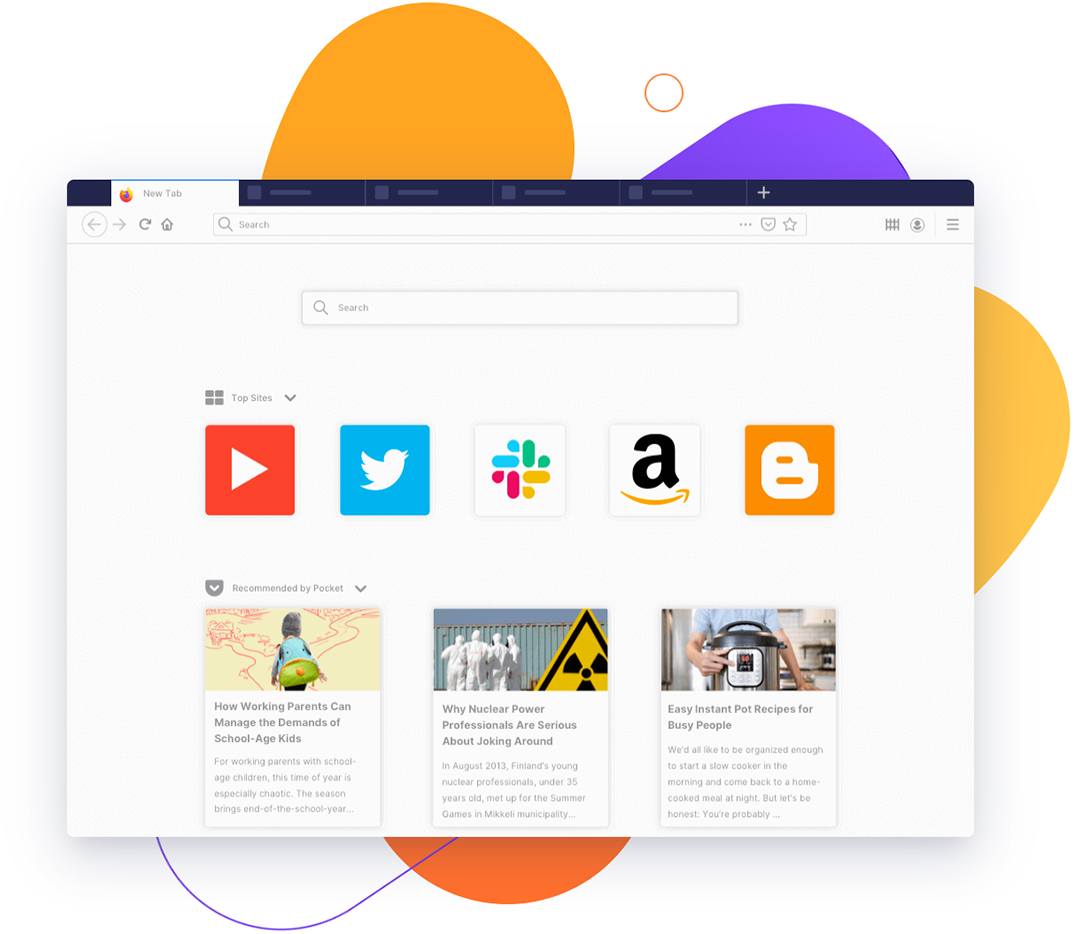 New Tab
Search
Search
Top Sites
a
Recommended by Pocket
How Working Parents Can
Manage the Demands of
School-Age Kids
For working parents with school-
age children, this time of year is
especially chaotic. The season
brings end-of-the-school-year...
Why Nuclear Power
Professionals Are Serious
About Joking Around
In August 2013, Finland's young
nuclear professionals, under 35
years old, met up for the Summer
Games in Mikkeli municipality...
Easy Instant Pot Recipes for
Busy People
We'd all like to be organized enough
to start a slow cooker in the
morning and come back to a home-
cooked meal at night. But let's be
honest: You're probably ...